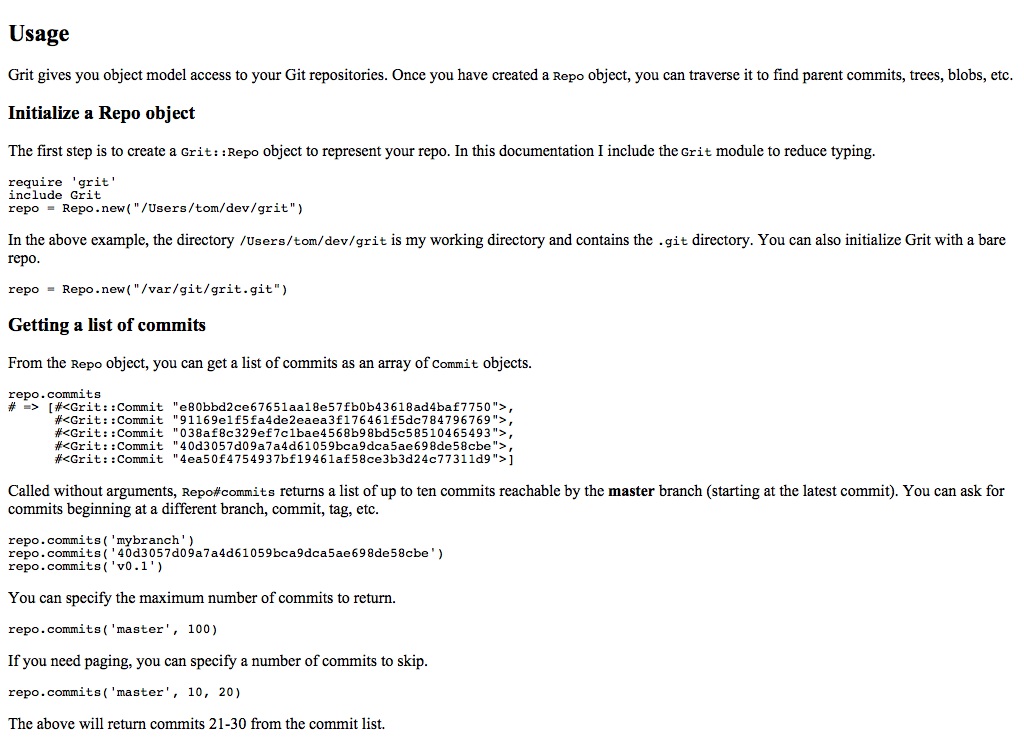 Usage
Grit gives you object model access to your Git repositories. Once you have created a Repo object, you can traverse it to find parent commits, trees, blobs, etc.
Initialize a Repo object
The first step is to create a Grit::Repo object to represent your repo. In this documentation I include the Grit module to reduce typing.
require 'grit'
include Grit
repo = Repo.new("/Users/tom/dev/grit")
In the above example, the directory /Users/tom/dev/grit is my working directory and contains the .git directory. You can also initialize Grit with a bare
repo.
repo = Repo.new("/var/git/grit.git")
Getting a list of commits
From the Repo object, you can get a list of commits as an array of Commit objects.
repo.commits
# => [#<Grit::Commit "e80bbd2ce67651aa18e57fb0b43618ad4baf7750">,
#<Grit::Commit "91169e1f5fa4de2eaea3f176461f5dc784796769">,
#<Grit::Commit "038af8c329ef7c1bae4568b98bd5c58510465493">,
#<Grit::Commit "40d3057d09a7a4d61059bca9dca5ae698de58cbe">,
#<Grit::Commit "4ea50f4754937bf19461af58ce3b3d24c77311d9">]
Called without arguments, Repo#commits returns a list of up to ten commits reachable by the master branch (starting at the latest commit). You can ask for
commits beginning at a different branch, commit, tag, etc.
repo.commits('mybranch')
repo.commits('40d3057d09a7a4d61059bca9dca5ae698de58cbe')
repo.commits('v0.1')
You can specify the maximum number of commits to return.
repo.commits('master', 100)
If you need paging, you can specify a number of commits to skip.
repo.commits('master', 10, 20)
The above will return commits 21-30 from the commit list.